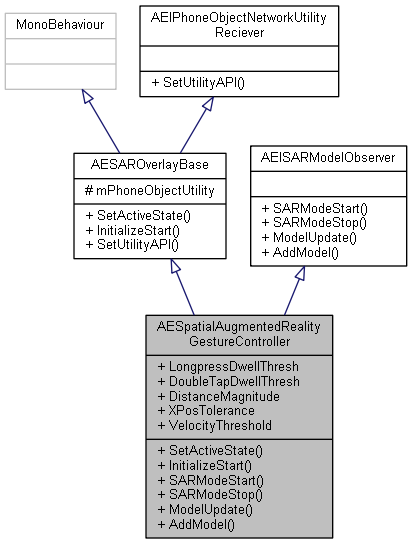 MonoBehaviour
AEIPhoneObjectNetworkUtility
Reciever
+ SetUtilityAPI()
AESAROverlayBase
# mPhoneObjectUtility
+ SetActiveState()
+ InitializeStart()
+ SetUtilityAPI()
AEISARModelObserver
+ SARModeStart()
+ SARModeStop()
+ ModelUpdate()
+ AddModel()
AESpatialAugmentedReality
GestureController
+ LongpressDwellThresh
+ DoubleTapDwellThresh
+ DistanceMagnitude
+ XPosTolerance
+ VelocityThreshold
+ SetActiveState()
+ InitializeStart()
+ SARModeStart()
+ SARModeStop()
+ ModelUpdate()
+ AddModel()